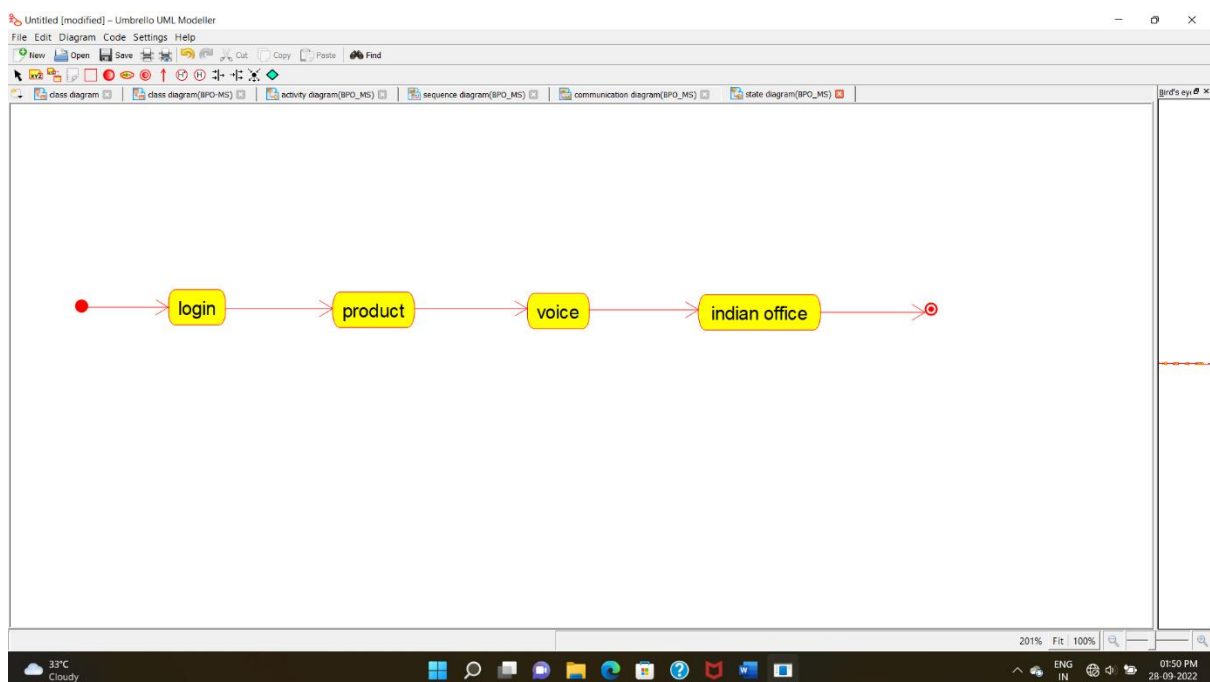 Untitled [modified] – Umbrello UML Modeller
File Edit Diagram Code Settings Help
New Open Save Cut Copy Paste Find
class diagram class diagram(BPO-MS) activity diagram(BPO_MS) sequence diagram(BPO_MS) communication diagram(BPO_MS) state diagram(BPO_MS) Bird's eye
login product voice indian office
201% Fit 100%
33°C
Cloudy
ENG
IN
01:50 PM
28-09-2022